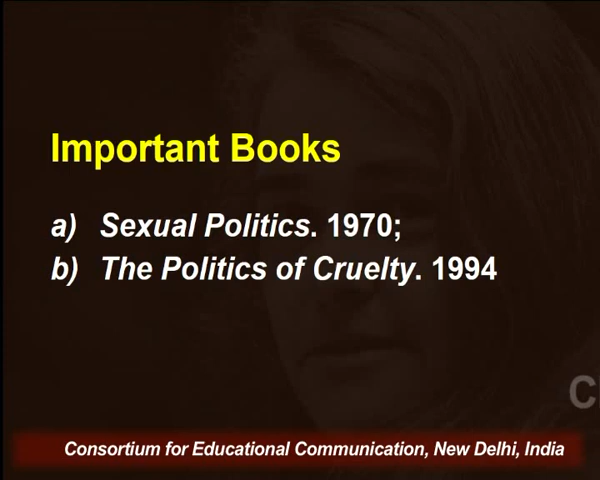 Important Books
a) Sexual Politics. 1970;
b) The Politics of Cruelty. 1994
Consortium for Educational Communication, New Delhi, India